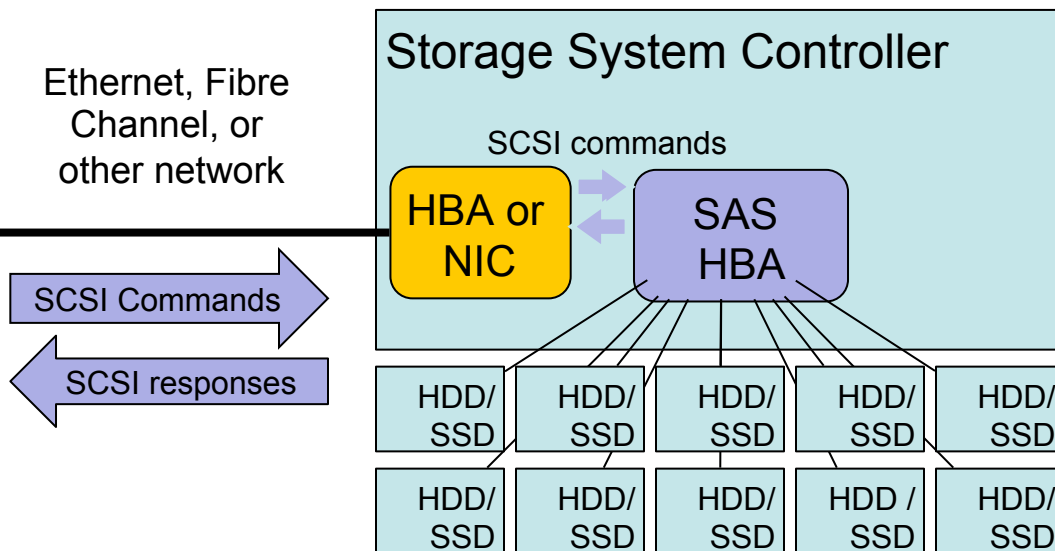 Storage System Controller
Ethernet, Fibre
Channel, or
other network
SCSI commands
HBA or
NIC
SAS
HBA
SCSI Commands
SCSI responses
HDD/
SSD
HDD/
SSD
HDD/
SSD
HDD/
SSD
HDD/
SSD
HDD/
SSD
HDD/
SSD
HDD/
SSD
HDD /
SSD
HDD/
SSD